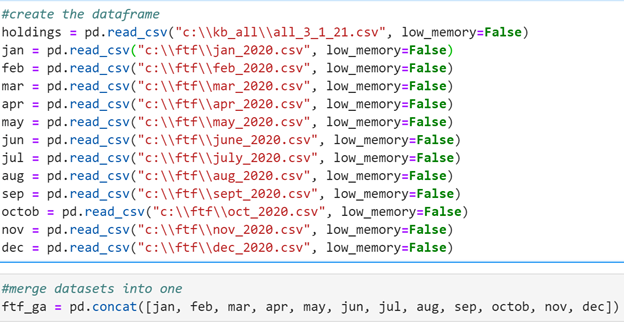 #create the dataframe
holdings = pd.read_csv("c:\\kb_all\\all_3_1_21.csv", low_memory=False)
jan = pd.read_csv("c:\\ftf\\jan_2020.csv", low_memory=False)
feb = pd.read_csv("c:\\ftf\\feb_2020.csv", low_memory=False)
mar = pd.read_csv("c:\\ftf\\mar_2020.csv", low_memory=False)
apr = pd.read_csv("c:\\ftf\\apr_2020.csv", low_memory=False)
may = pd.read_csv("c:\\ftf\\may_2020.csv", low_memory=False)
jun = pd.read_csv("c:\\ftf\\june_2020.csv", low_memory=False)
jul = pd.read_csv("c:\\ftf\\july_2020.csv", low_memory=False)
aug = pd.read_csv("c:\\ftf\\aug_2020.csv", low_memory=False)
sep = pd.read_csv("c:\\ftf\\sept_2020.csv", low_memory=False)
octob = pd.read_csv("c:\\ftf\\oct_2020.csv", low_memory=False)
nov = pd.read_csv("c:\\ftf\\nov_2020.csv", low_memory=False)
dec = pd.read_csv("c:\\ftf\\dec_2020.csv", low_memory=False)
#merge datasets into one
ftf_ga = pd.concat([jan, feb, mar, apr, may, jun, jul, aug, sep, octob, nov, dec])